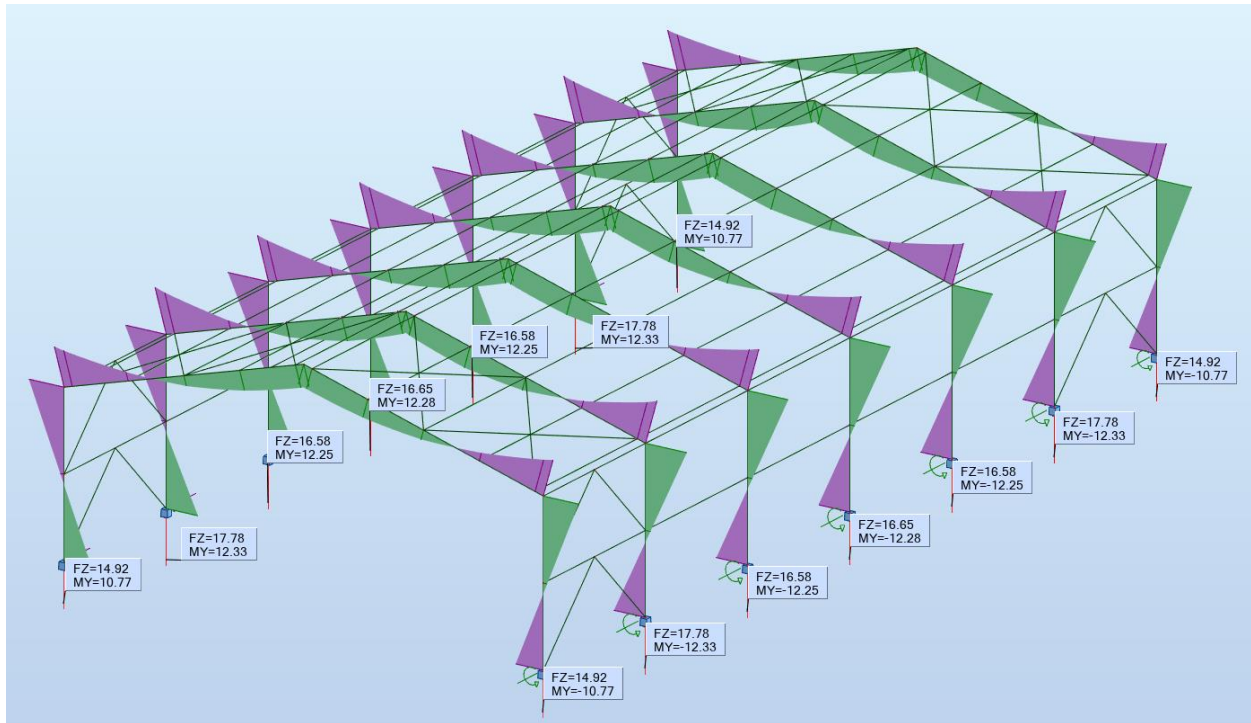 FZ=14.92
MY=10.77
FZ=16.58
MY=12.25
FZ=17.78
MY=12.33
FZ=16.65
MY=12.28
FZ=14.92
MY=-10.77
FZ=16.58
MY=12.25
FZ=17.78
MY=-12.33
FZ=16.58
MY=-12.25
FZ=17.78
MY=12.33
FZ=16.65
MY=-12.28
FZ=14.92
MY=10.77
FZ=16.58
MY=-12.25
FZ=17.78
MY=-12.33
FZ=14.92
MY=-10.77